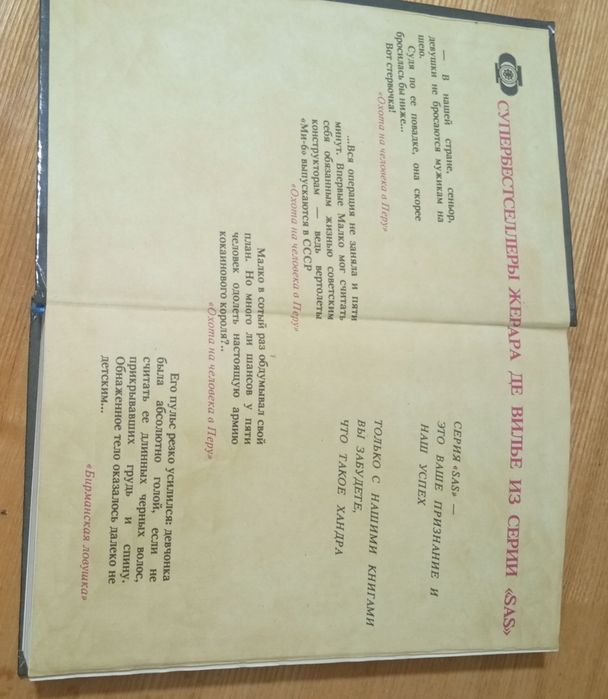 СУПЕРБЕСТСЕЛЛЕРЫ ЖЕРАРА ДЕ ВИЛЬЕ ИЗ СЕРИИ «SAS»
— В нашей стране, сеньор,
девушки не бросаются мужикам на
шею.
Судя по ее повадке, она скорее
бросилась бы ниже...
Вот стервочка!
«Охота на человека в Перу»
...Вся операция не заняла и пяти
минут. Впервые Малко мог считать
себя обязанным жизнью советским
конструкторам — ведь вертолеты
«Ми-6» выпускаются в СССР
«Охота на человека в Перу»
Малко в сотый раз обдумывал свой
план. Но много ли шансов у пяти
человек одолеть настоящую армию
кокаинового короля?..
«Охота на человека в Перу»
СЕРИЯ «SAS» —
ЭТО ВАШЕ ПРИЗНАНИЕ И
НАШ УСПЕХ
ТОЛЬКО С НАШИМИ КНИГАМИ
ВЫ ЗАБУДЕТЕ,
ЧТО ТАКОЕ ХАНДРА
Его пульс резко усилился: девчонка
была абсолютно голой, если не
считать ее длинных черных волос,
прикрывавших грудь и спину.
Обнаженное тело оказалось далеко не
детским...
«Бирманская ловушка»